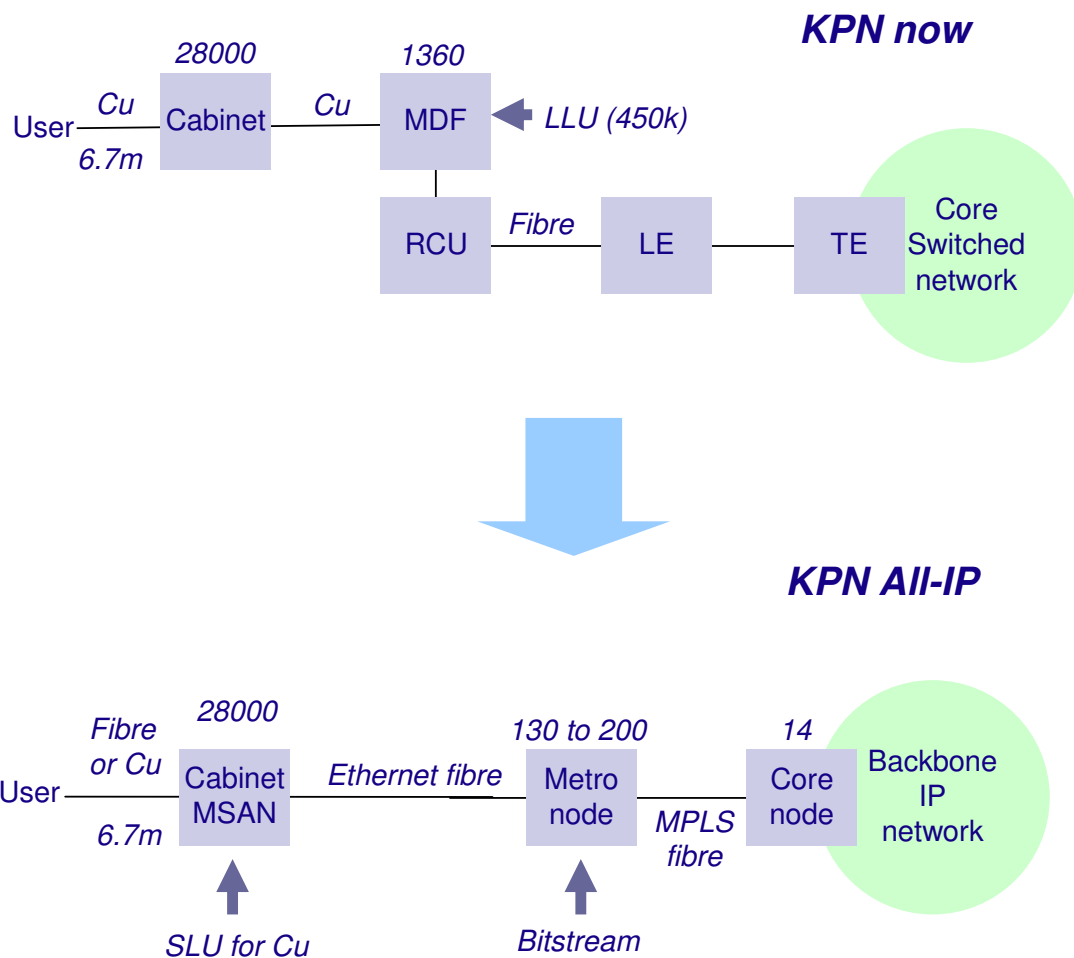 KPN now
28000
1360
Cu
Cu
User
Cabinet
MDF
LLU (450k)
6.7m
RCU
Fibre
LE
TE
Core
Switched
network
KPN All-IP
28000
130 to 200
14
Fibre
or Cu
User
6.7m
Cabinet
MSAN
Ethernet fibre
Metro
node
MPLS
fibre
Core
node
Backbone
IP
network
SLU for Cu
Bitstream